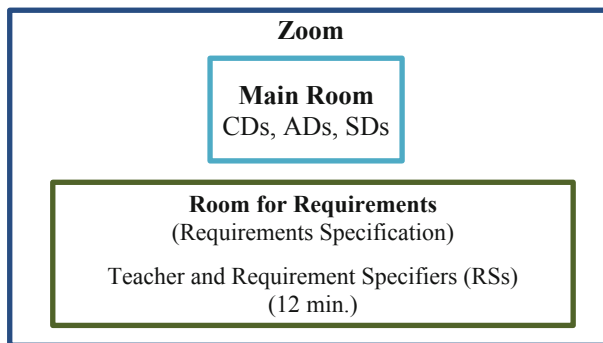 Zoom
Main Room
CDs, ADs, SDs
Room for Requirements
(Requirements Specification)
Teacher and Requirement Specifiers (RSs)
(12 min.)